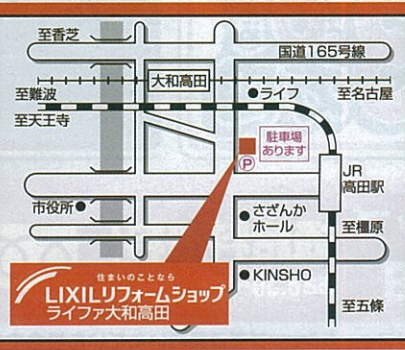 至香芝
国道165号線
大和高田
至難波
ライフ
至名古屋
至天王寺
駐車場
あります
P
JR
高田駅
市役所
さざんか
ホール
至橿原
KINSHO
住まいのことなら
LIXILリフォームショップ
ライファ大和高田
至五條